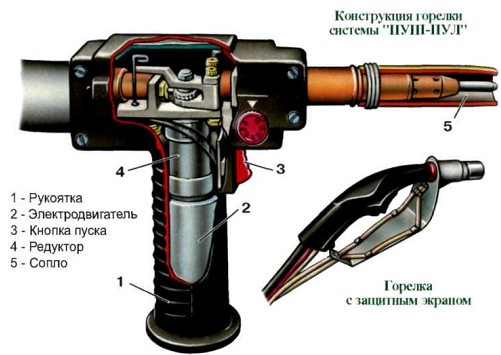 Конструкция горелки
системы "ПУШ-ПУЛ"
5
4
3
2
1
1 - Рукоятка
2 - Электродвигатель
3 - Кнопка пуска
4 - Редуктор
5 - Сопло
Горелка
с защитным экраном